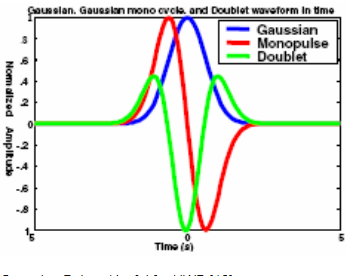 Gaussian, Gaussian mono cycle, and Doublet waveform in time
Gaussian
Monopulse
Doublet
Normalized Amplitude
1
.8
.6
.4
.2
0
-.2
-.4
-.6
-.8
1
5
0
5
Time (s)